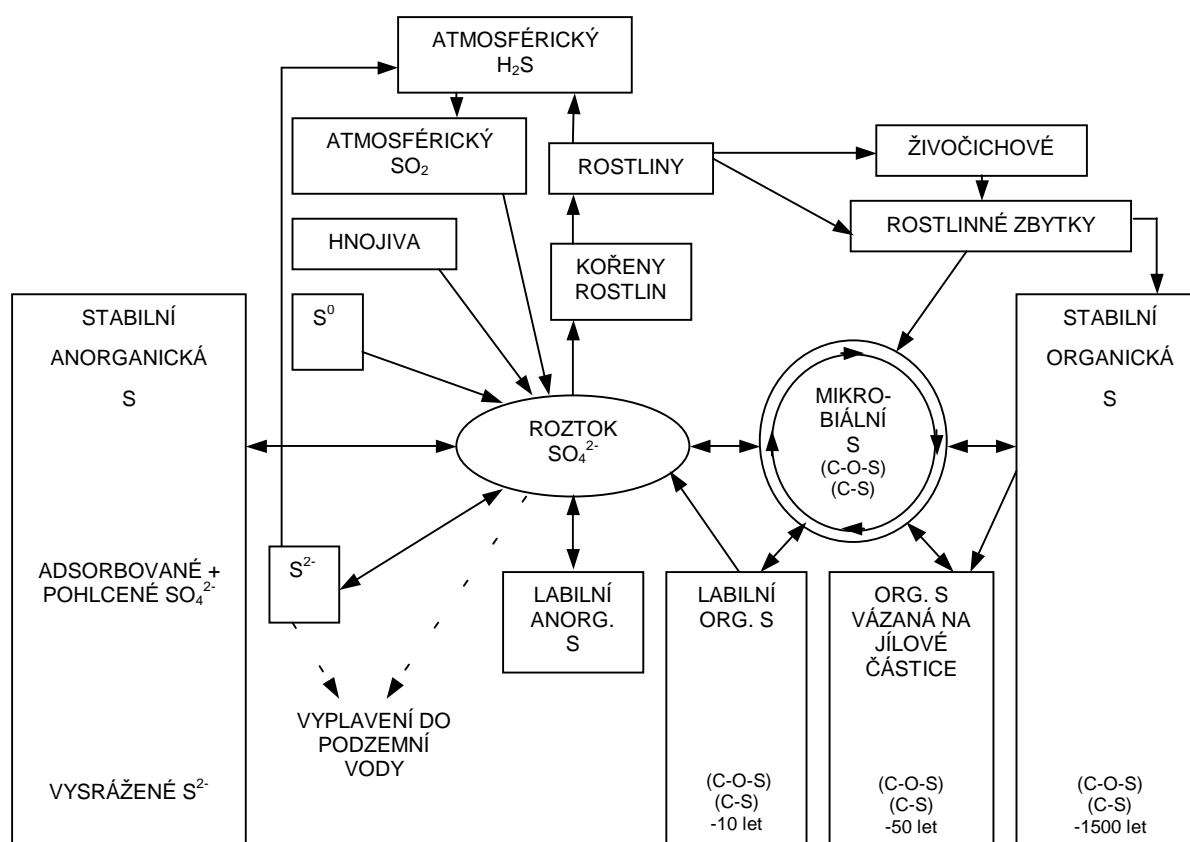 ATMOSFÉRICKÝ
H₂S
ATMOSFÉRICKÝ
SO₂
ROSTLINY
ŽIVOČICHOVÉ
ROSTLINNÉ ZBYTKY
HNOJIVA
KOŘENY
ROSTLIN
STABILNÍ
ANORGANICKÁ
S
ADSORBOVANÉ +
POHLCENÉ SO₄²⁻
VYSRÁŽENÉ S²⁻
S⁰
ROZTOK
SO₄²⁻
MIKRO-
BIÁLNÍ
S
(C-O-S)
(C-S)
STABILNÍ
ORGANICKÁ
S
(C-O-S)
(C-S)
-1500 let
S²⁻
LABILNÍ
ANORG.
S
LABILNÍ
ORG. S
(C-O-S)
(C-S)
-10 let
ORG. S
VÁZANÁ NA
JÍLOVÉ
ČÁSTICE
(C-O-S)
(C-S)
-50 let
VYPLAVENÍ DO
PODZEMNÍ
VODY